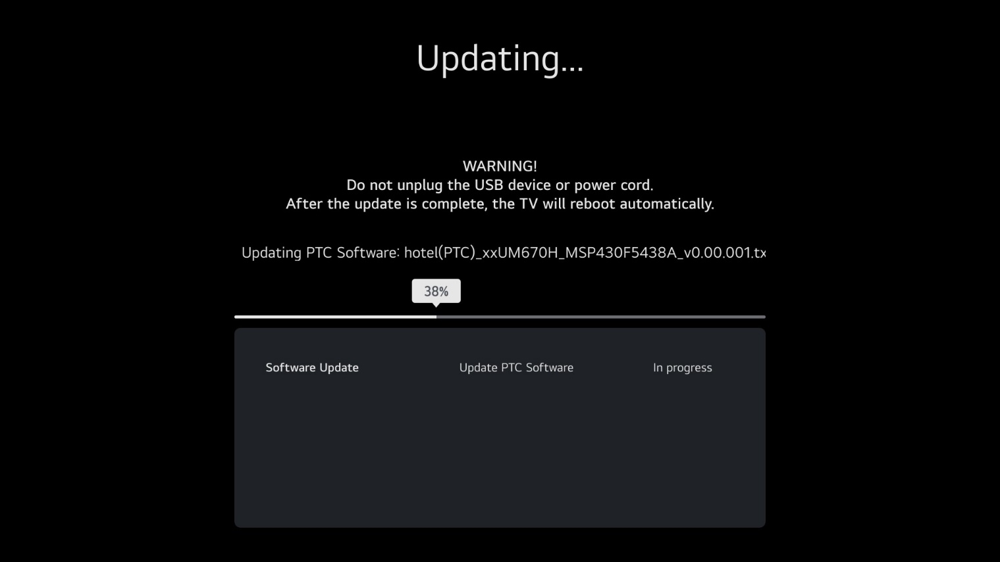 Updating...
WARNING!
Do not unplug the USB device or power cord.
After the update is complete, the TV will reboot automatically.
Updating PTC Software: hotel(PTC)_xxUM670H_MSP430F5438A_v0.00.001.tx
38%
Software Update Update PTC Software In progress